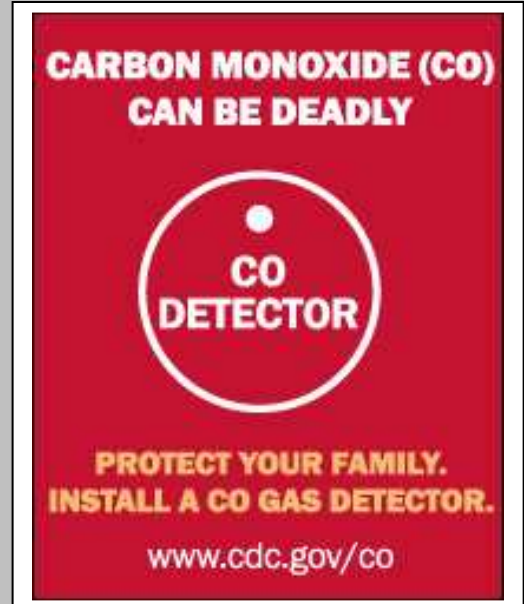 CARBON MONOXIDE (CO)
CAN BE DEADLY
CO
DETECTOR
PROTECT YOUR FAMILY.
INSTALL A CO GAS DETECTOR.
www.cdc.gov/co